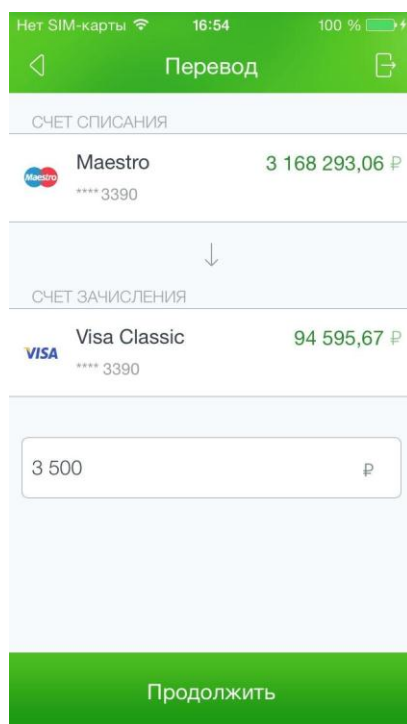 Нет SIM-карты 16:54 100 %
Перевод
СЧЕТ СПИСАНИЯ
Maestro
Maestro 3 168 293,06 ₽
**** 3390
СЧЕТ ЗАЧИСЛЕНИЯ
VISA
Visa Classic 94 595,67 ₽
**** 3390
3 500 ₽
Продолжить